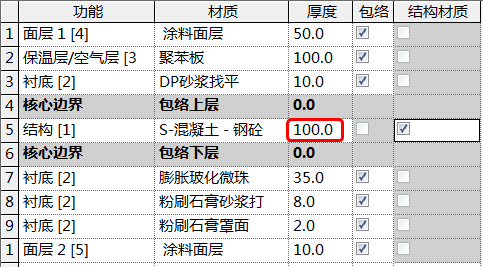 功能 材质 厚度 包络 结构材质
1 面层 1 [4] 涂料面层 50.0
2 保温层/空气层 [3 聚苯板 100.0
3 衬底 [2] DP砂浆找平 10.0
4 核心边界 包络上层 0.0
5 结构 [1] S-混凝土 - 钢砼 100.0
6 核心边界 包络下层 0.0
7 衬底 [2] 膨胀玻化微珠 35.0
8 衬底 [2] 粉刷石膏砂浆打 8.0
9 衬底 [2] 粉刷石膏罩面 2.0
1 面层 2 [5] 涂料面层 10.0